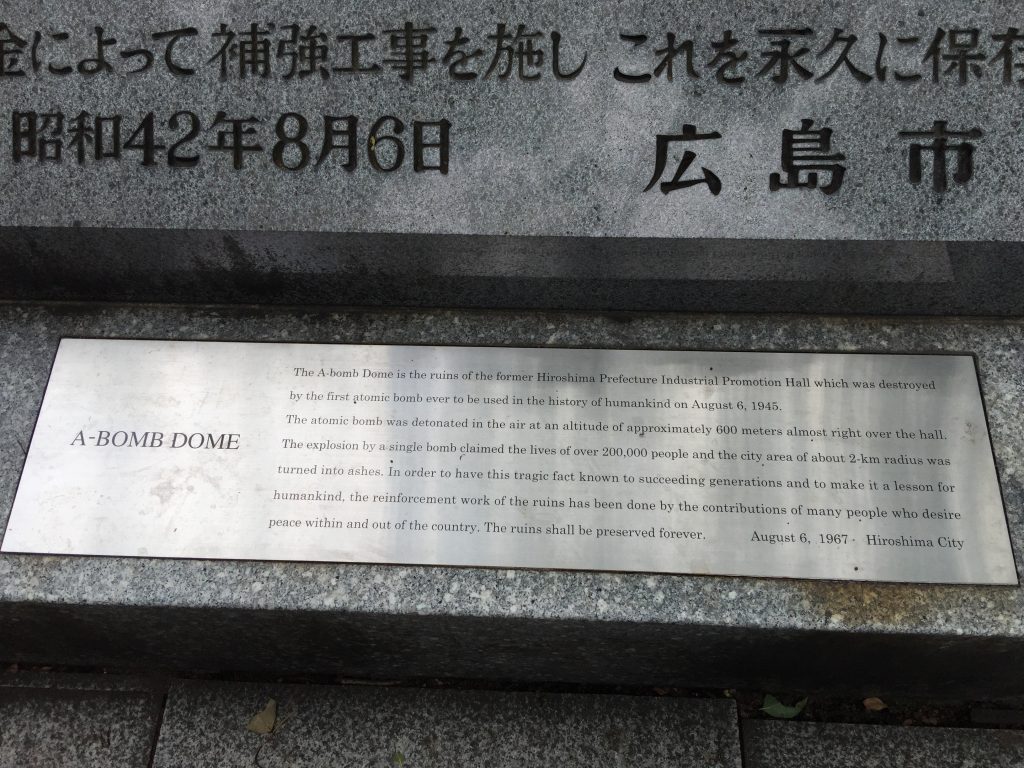 金によって 補強工事を施し これを永久に保存
昭和42年8月6日 広島市
A-BOMB DOME
The A-bomb Dome is the ruins of the former Hiroshima Prefecture Industrial Promotion Hall which was destroyed
by the first atomic bomb ever to be used in the history of humankind on August 6, 1945.
The atomic bomb was detonated in the air at an altitude of approximately 600 meters almost right over the hall.
The explosion by a single bomb claimed the lives of over 200,000 people and the city area of about 2-km radius was
turned into ashes. In order to have this tragic fact known to succeeding generations and to make it a lesson for
humankind, the reinforcement work of the ruins has been done by the contributions of many people who desire
peace within and out of the country. The ruins shall be preserved forever. August 6, 1967 · Hiroshima City